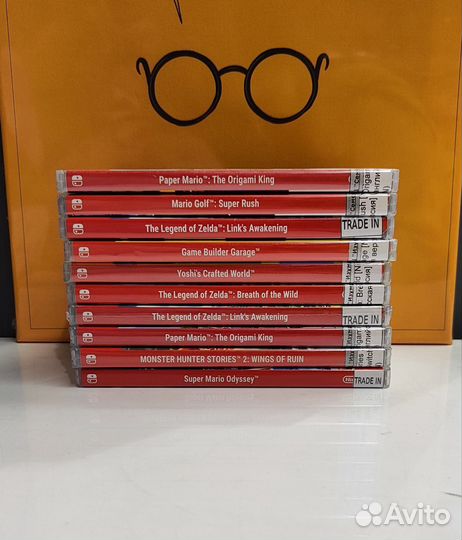 Paper Mario™: The Origami King
Mario Golf™: Super Rush
The Legend of Zelda™: Link's Awakening
TRADE IN
Game Builder Garage™
Yoshi's Crafted World™
The Legend of Zelda™: Breath of the Wild
The Legend of Zelda™: Link's Awakening
TRADE IN
Paper Mario™: The Origami King
MONSTER HUNTER STORIES™ 2: WINGS OF RUIN
Super Mario Odyssey™
TRADE IN
Avito